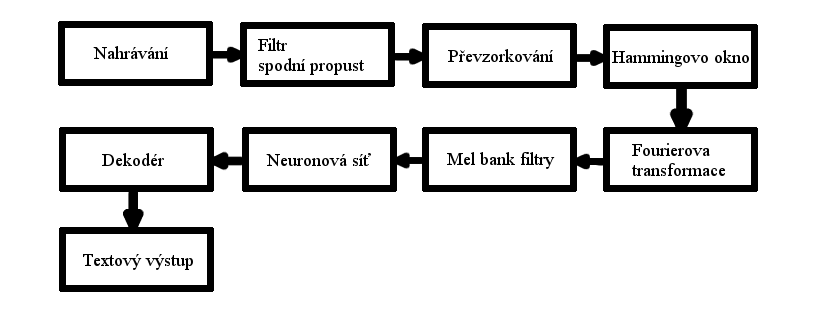 Nahrávání
Filtr
spodní propust
Převzorkování
Hammingovo okno
Fourierova
transformace
Mel bank filtry
Neuronová síť
Dekodér
Textový výstup